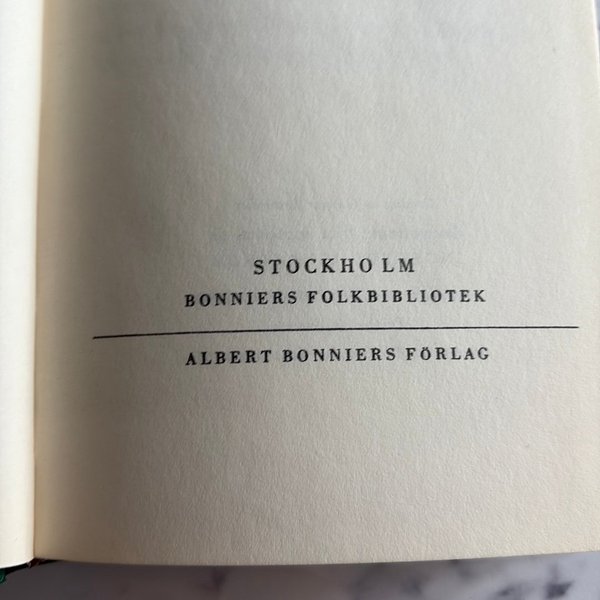 STOCKHOLM
BONNIERS FOLKBIBLIOTEK
ALBERT BONNIERS FÖRLAG